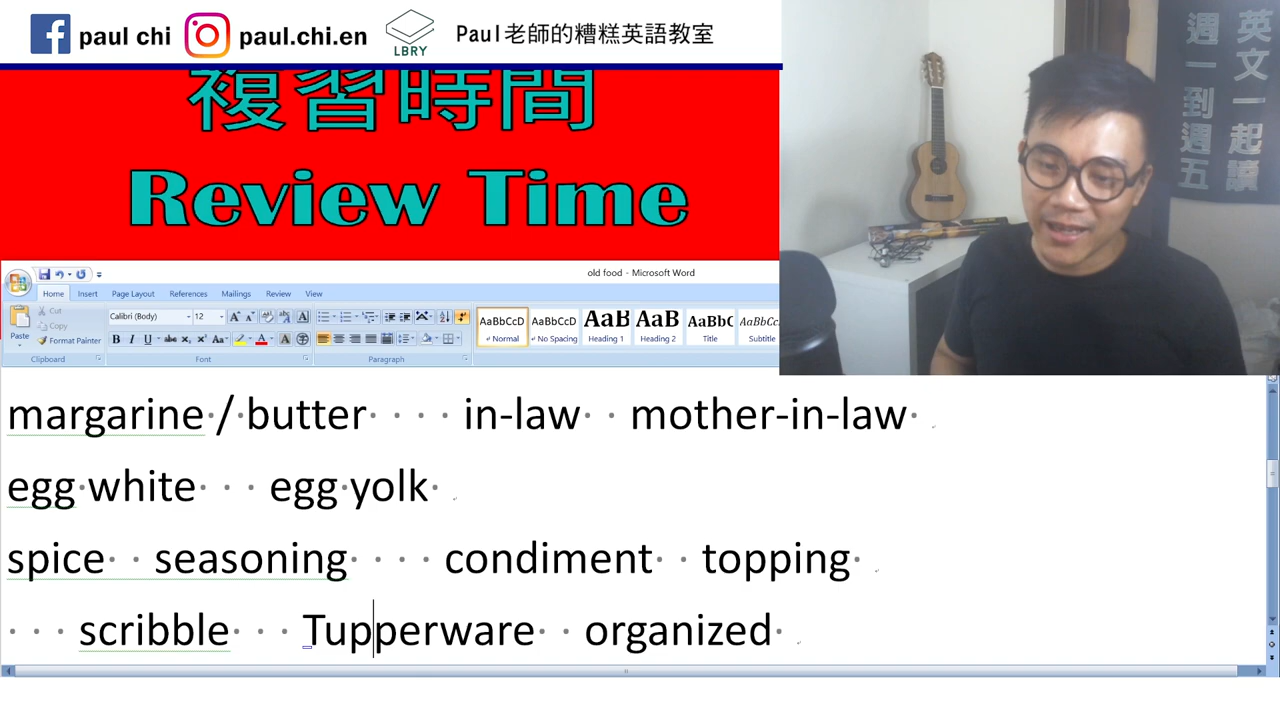 paul chi paul.chi.en LBRY Paul老師的糟糕英語教室
複習時間
Review Time
英文一起讀
週一到週五
old food - Microsoft Word
Home Insert Page Layout References Mailings Review View
Paste Cut Copy Format Painter
Calibri (Body) 12
AaBbCcD AaBbCcD AaBb AaBb AaBbC AaBbCc
Normal No Spacing Heading 1 Heading 2 Title Subtitle
Clipboard Font Paragraph
margarine / butter in-law mother-in-law
egg white egg yolk
spice seasoning condiment topping
scribble Tupperware organized